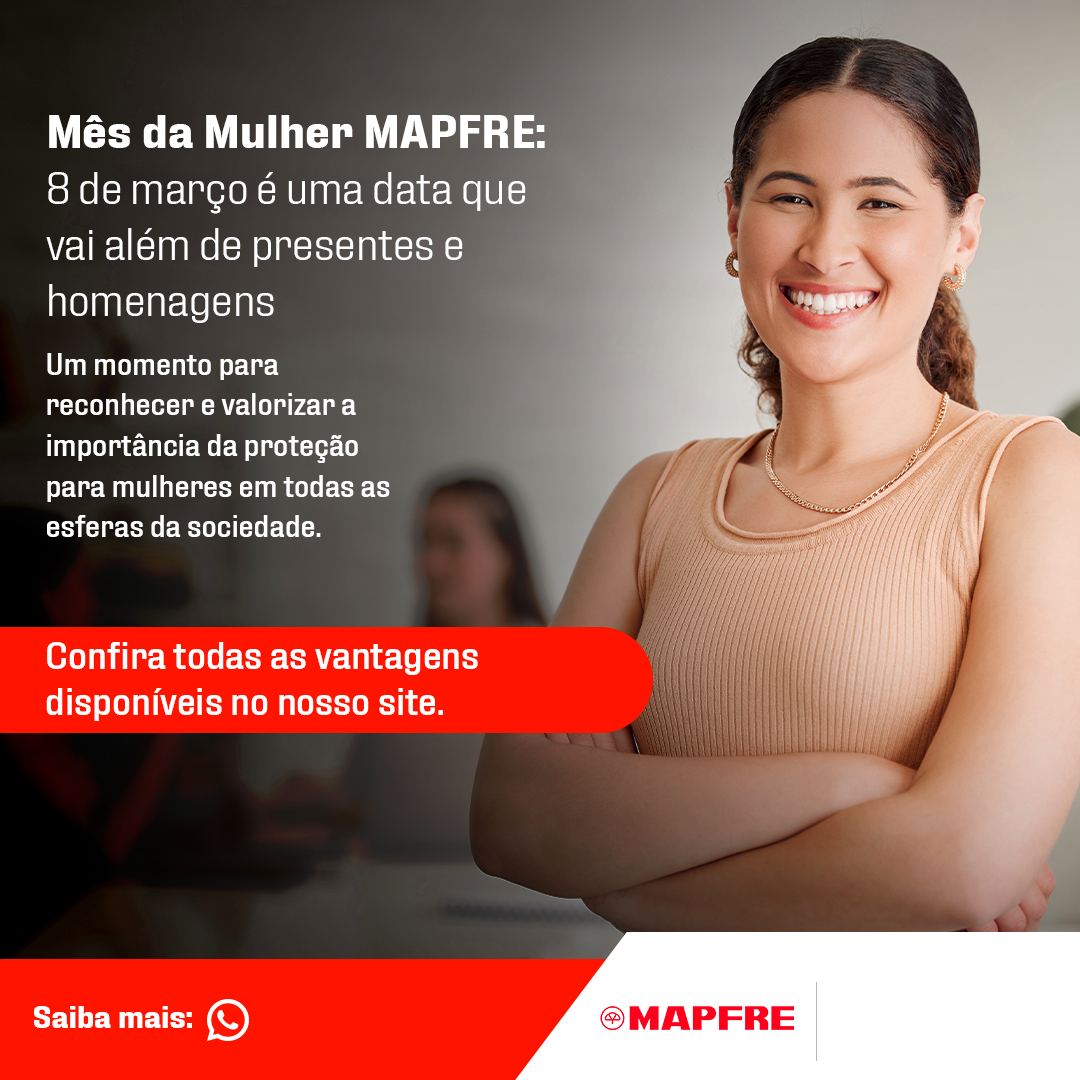 Mês da Mulher MAPFRE:
8 de março é uma data que
vai além de presentes e
homenagens
Um momento para
reconhecer e valorizar a
importância da proteção
para mulheres em todas as
esferas da sociedade.
Confira todas as vantagens
disponíveis no nosso site.
Saiba mais:
MAPFRE